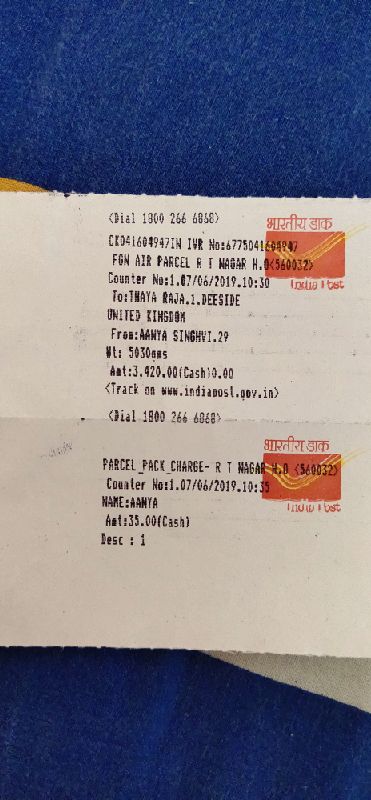 <Dial 1800 266 6868>
भारतीय डाक
CK041604947IN IVR No:6775041604947
FGN AIR PARCEL R T NAGAR H.O<560032>
Counter No:1,07/06/2019,10:30
India Post
To:THAYA RAJA,1,DEESIDE
UNITED KINGDOM
From:AANYA SINGHVI,29
Wt: 5030gms
Amt:3,420.00(Cash)0.00
<Track on www.indiapost.gov.in>
<Dial 1800 266 6868>
भारतीय डाक
PARCEL PACK CHARGE- R T NAGAR H.O <560032>
Counter No:1,07/06/2019,10:35
India Post
NAME:AANYA
Amt:35.00(Cash)
Desc : 1